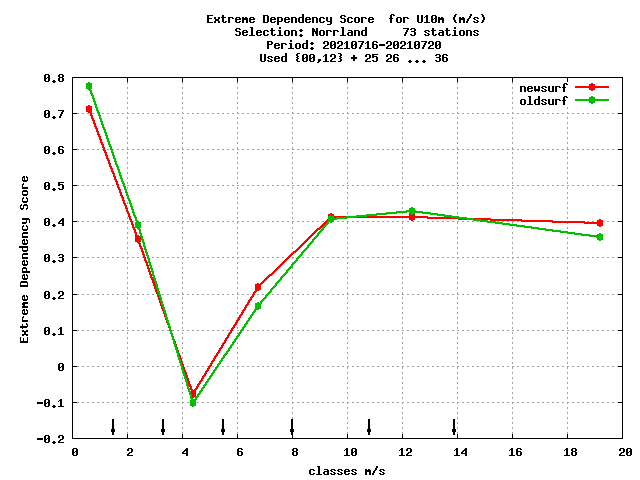 Extreme Dependency Score  for U10m (m/s)
Selection: Norrland     73 stations
Period: 20210716-20210720
Used {00,12} + 25 26 ... 36
newsurf
oldsurf
Extreme Dependency Score
0.8
0.7
0.6
0.5
0.4
0.3
0.2
0.1
0
-0.1
-0.2
0 2 4 6 8 10 12 14 16 18 20
classes m/s